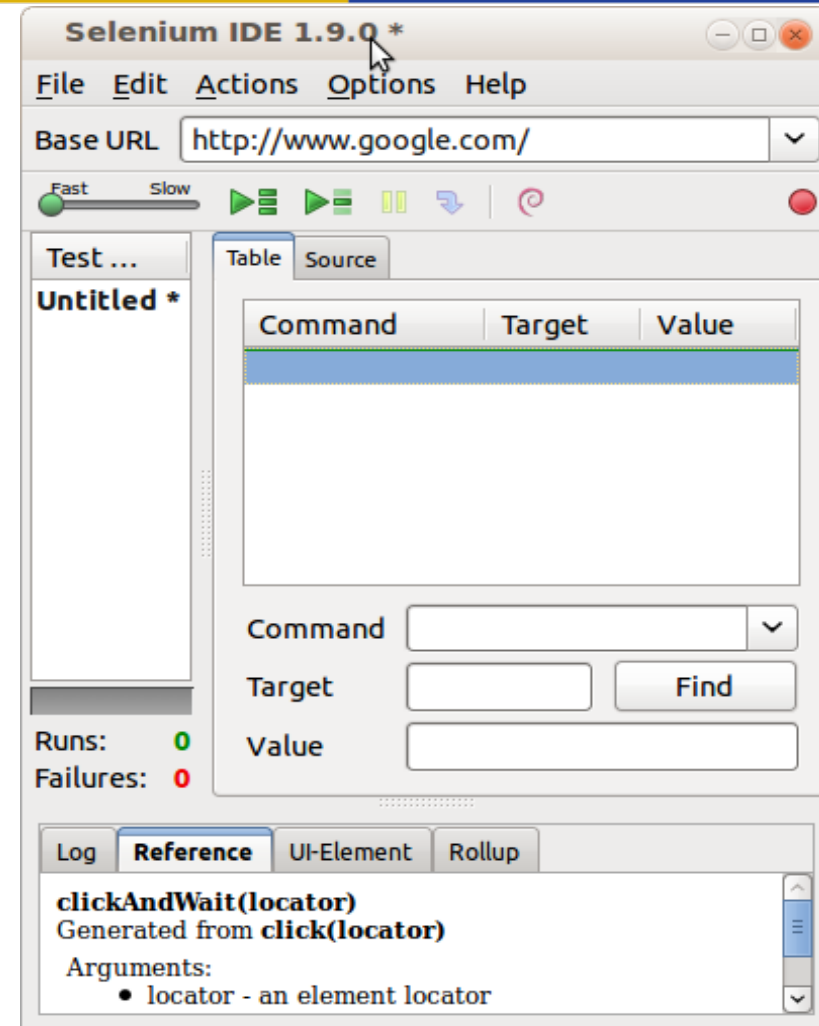 Selenium IDE 1.9.0 *
File Edit Actions Options Help
Base URL http://www.google.com/
Fast Slow
Test ...
Untitled *
Table Source
Command Target Value
Command
Target Find
Value
Runs: 0
Failures: 0
Log Reference UI-Element Rollup
clickAndWait(locator)
Generated from click(locator)
Arguments:
● locator - an element locator